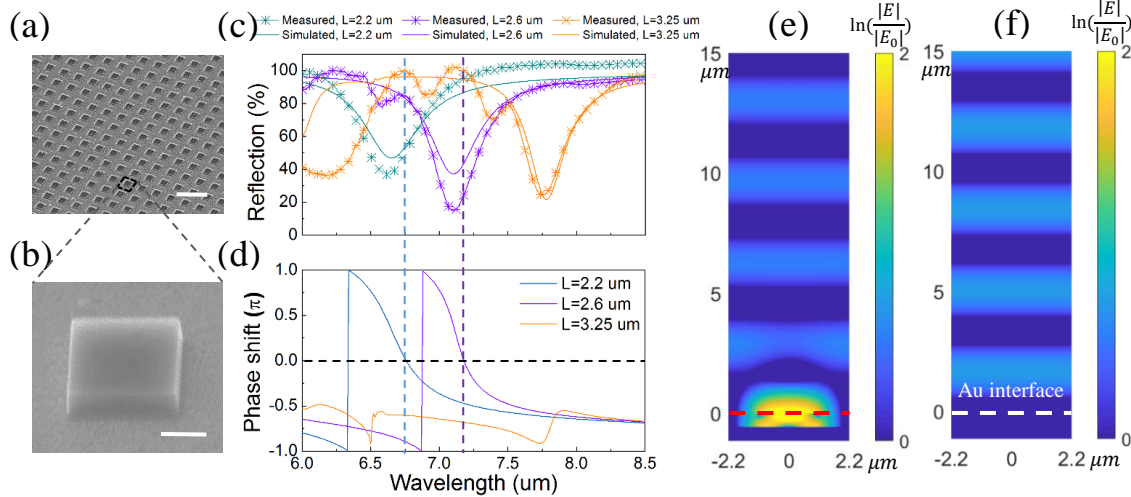 (a)
(b)
(c)
Measured, L=2.2 um Measured, L=2.6 um Measured, L=3.25 um
Simulated, L=2.2 um Simulated, L=2.6 um Simulated, L=3.25 um
Reflection (%)
100
80
60
40
20
0
(d)
Phase shift (π)
1.0
0.5
0.0
-0.5
-1.0
L=2.2 um
L=2.6 um
L=3.25 um
6.0 6.5 7.0 7.5 8.0 8.5
Wavelength (um)
(e)
ln(|E|/|E₀|)
15
μm
10
5
0
-2.2 0 2.2 μm
2
0
(f)
ln(|E|/|E₀|)
15
μm
10
5
Au interface
0
-2.2 0 2.2 μm
2
0